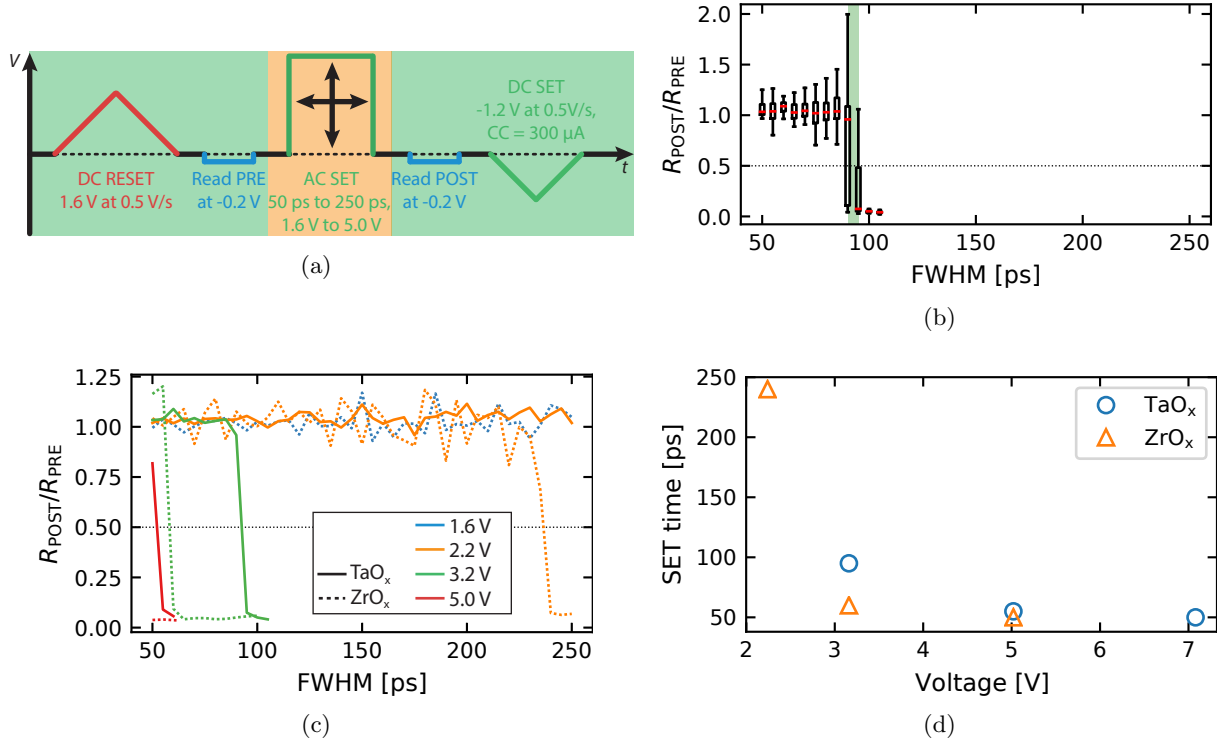 V
DC RESET
1.6 V at 0.5 V/s
Read PRE
at -0.2 V
AC SET
50 ps to 250 ps,
1.6 V to 5.0 V
Read POST
at -0.2 V
DC SET
-1.2 V at 0.5V/s,
CC = 300 µA
t
(a)
R_POST/R_PRE
2.0
1.5
1.0
0.5
0.0
50 100 150 200 250
FWHM [ps]
(b)
R_POST/R_PRE
1.25
1.00
0.75
0.50
0.25
0.00
TaOₓ
ZrOₓ
1.6 V
2.2 V
3.2 V
5.0 V
50 100 150 200 250
FWHM [ps]
(c)
SET time [ps]
250
200
150
100
50
TaOₓ
ZrOₓ
2 3 4 5 6 7
Voltage [V]
(d)